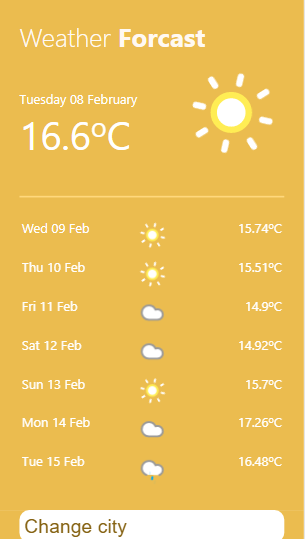 Weather Forcast
Tuesday 08 February
16.6ºC
Wed 09 Feb 15.74ºC
Thu 10 Feb 15.51ºC
Fri 11 Feb 14.9ºC
Sat 12 Feb 14.92ºC
Sun 13 Feb 15.7ºC
Mon 14 Feb 17.26ºC
Tue 15 Feb 16.48ºC
Change city